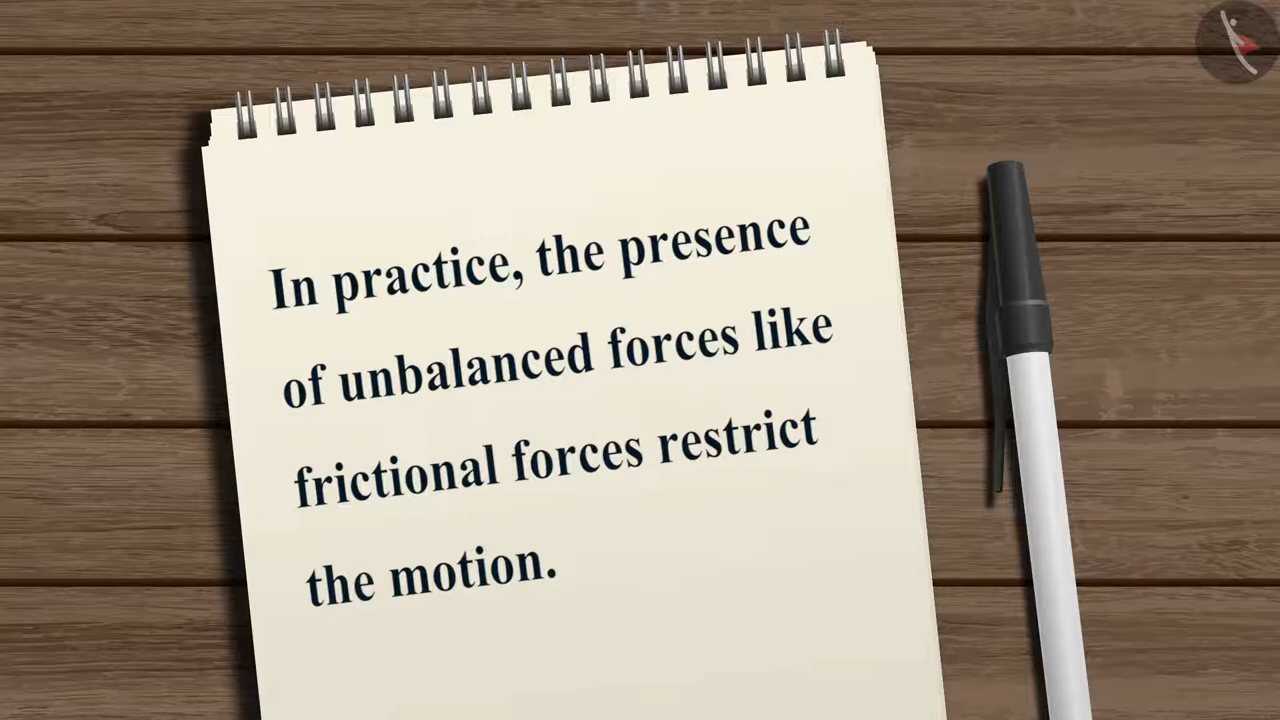 In practice, the presence
of unbalanced forces like
frictional forces restrict
the motion.